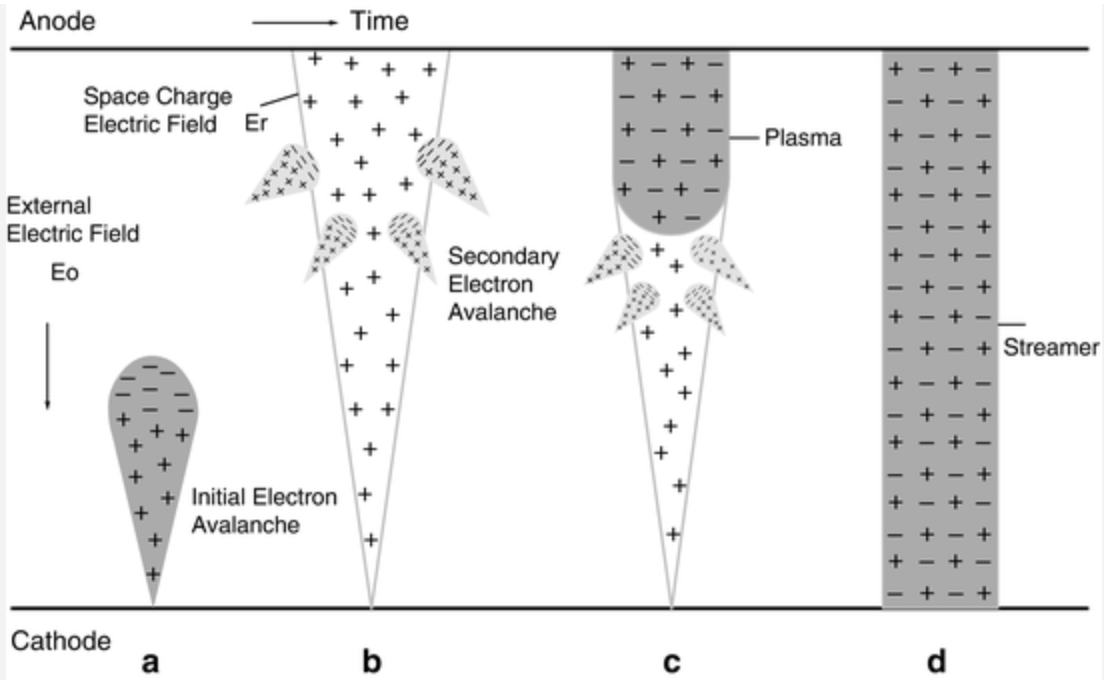 Anode
Time
Space Charge
Electric Field Er
Plasma
External
Electric Field
Eo
Secondary
Electron
Avalanche
Streamer
Initial Electron
Avalanche
Cathode
a b c d